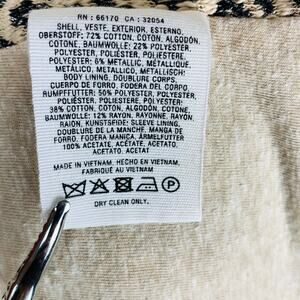 RN : 66170 CA : 32054
SHELL, VESTE, EXTERIOR, ESTERNO,
OBERSTOFF: 72% COTTON, COTON, ALGODÓN,
COTONE, BAUMWOLLE: 22% POLYESTER,
POLYESTER, POLIÉSTER, POLIESTERE,
POLYESTER: 6% METALLIC, MÉTALLIQUE,
METÁLICO, METALLICO, METALLISCH:
BODY LINING, DOUBLURE CORPS,
CUERPO DE FORRO, FODERA DEL CORPO,
RUMPFFUTTER: 50% POLYESTER, POLYESTER,
POLIÉSTER, POLIESTERE, POLYESTER:
38% COTTON, COTON, ALGODÓN, COTONE,
BAUMWOLLE: 12% RAYON, RAYONNE, RAYÓN,
RAION, KUNSTSEIDE: SLEEVE LINING,
DOUBLURE DE LA MANCHE, MANGA DE
FORRO, FODERA MANICA, ÄRMELFUTTER
100% ACETATE, ACÉTATE, ACETATO,
ACETATO, ACETAT
MADE IN VIETNAM, HECHO EN VIETNAM,
FABRIQUÉ AU VIETNAM
P
DRY CLEAN ONLY.